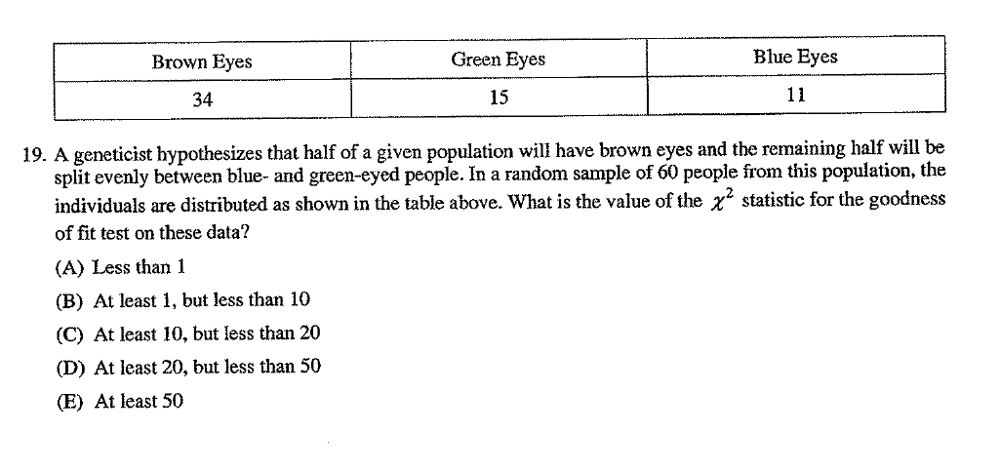 Brown Eyes Green Eyes Blue Eyes
34 15 11
19. A geneticist hypothesizes that half of a given population will have brown eyes and the remaining half will be
split evenly between blue- and green-eyed people. In a random sample of 60 people from this population, the
individuals are distributed as shown in the table above. What is the value of the χ² statistic for the goodness
of fit test on these data?
(A) Less than 1
(B) At least 1, but less than 10
(C) At least 10, but less than 20
(D) At least 20, but less than 50
(E) At least 50